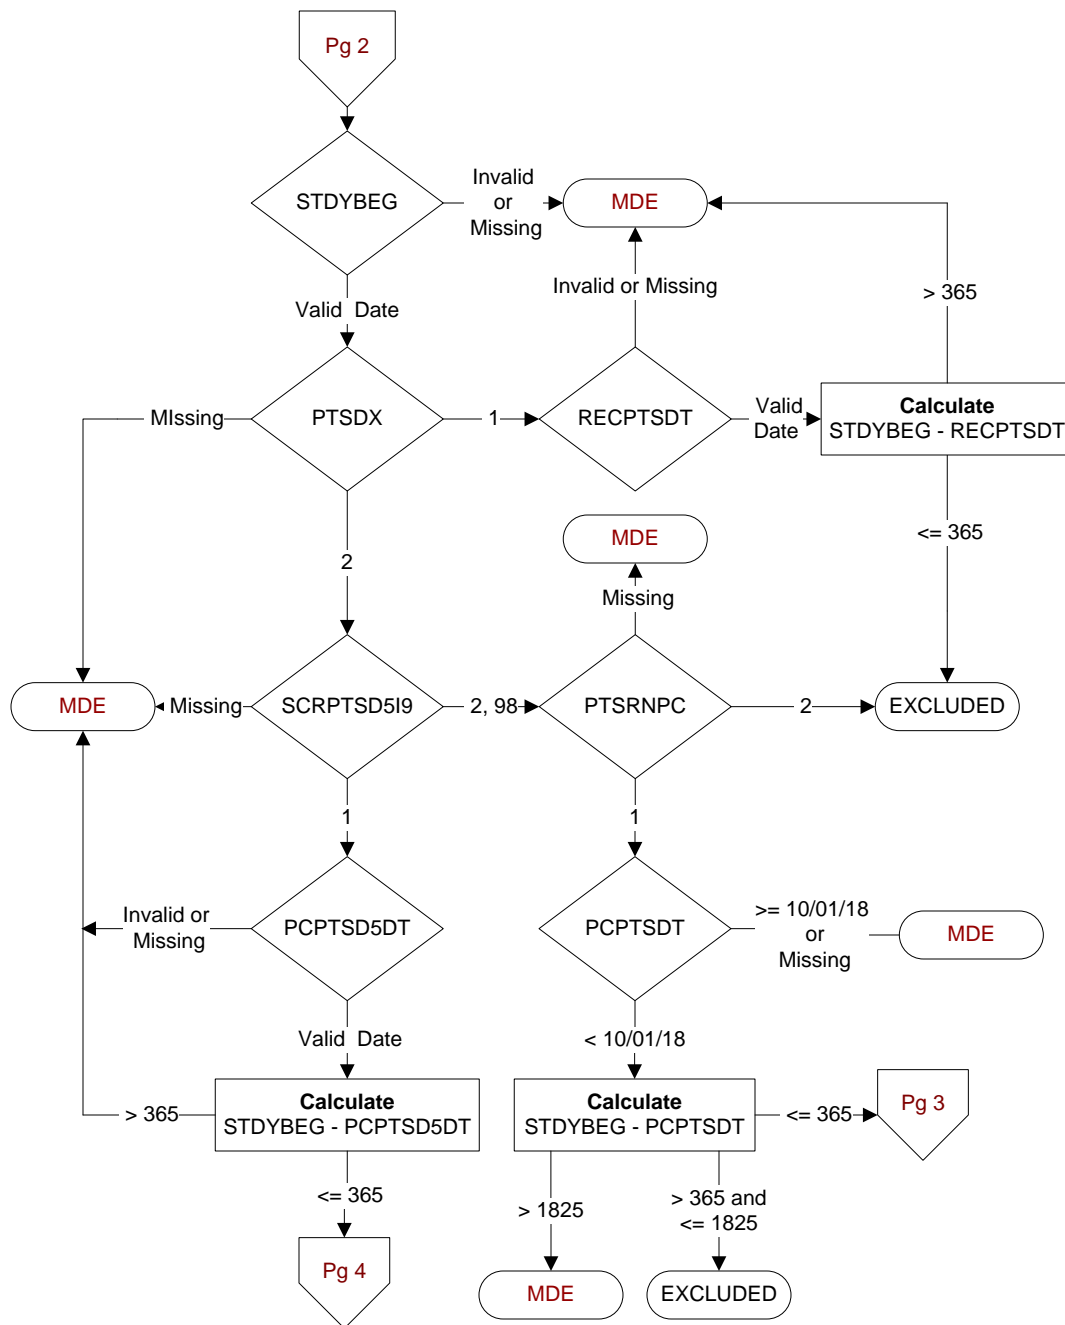 Pg 2
STDYBEG
Invalid
or
Missing
MDE
Valid Date
Invalid or Missing
> 365
MIssing
PTSDX
1
RECPTSDT
Valid
Date
Calculate
STDYBEG - RECPTSDT
2
MDE
<= 365
Missing
MDE
Missing
SCRPTSD5I9
2, 98
PTSRNPC
2
EXCLUDED
1
1
Invalid or
Missing
PCPTSD5DT
PCPTSDT
>= 10/01/18
or
Missing
MDE
Valid Date
< 10/01/18
> 365
Calculate
STDYBEG - PCPTSD5DT
Calculate
STDYBEG - PCPTSDT
<= 365
Pg 3
<= 365
> 1825
> 365 and
<= 1825
Pg 4
MDE
EXCLUDED